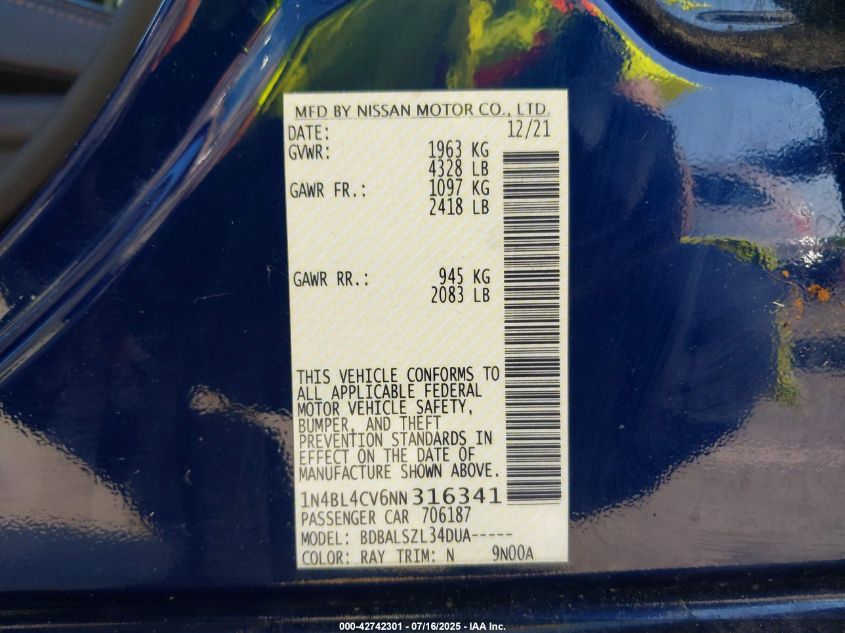 MFD BY NISSAN MOTOR CO., LTD.
DATE: 12/21
GVWR: 1963 KG
4328 LB
GAWR FR.: 1097 KG
2418 LB
GAWR RR.: 945 KG
2083 LB
THIS VEHICLE CONFORMS TO
ALL APPLICABLE FEDERAL
MOTOR VEHICLE SAFETY,
BUMPER, AND THEFT
PREVENTION STANDARDS IN
EFFECT ON THE DATE OF
MANUFACTURE SHOWN ABOVE.
1N4BL4CV6NN316341
PASSENGER CAR 706187
MODEL: BDBALSZL34DUA-----
COLOR: RAY TRIM: N 9N00A
000-42742301 - 07/16/2025 - IAA Inc.